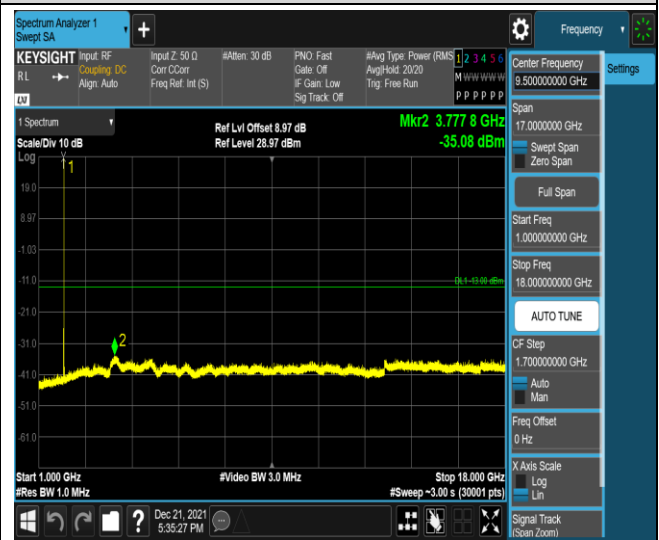 Spectrum Analyzer 1
Swept SA
+
Frequency
KEYSIGHT
RL
LXI
Input: RF
Coupling: DC
Align: Auto
Input Z: 50 Ω
Corr CCorr
Freq Ref: Int (S)
#Atten: 30 dB
PNO: Fast
Gate: Off
IF Gain: Low
Sig Track: Off
#Avg Type: Power (RMS
Avg|Hold: 20/20
Trig: Free Run
1 2 3 4 5 6
M W W W W W
P P P P P P
Center Frequency
9.500000000 GHz
Settings
1 Spectrum
Scale/Div 10 dB
Log
Ref Lvl Offset 8.97 dB
Ref Level 28.97 dBm
Mkr2 3.777 8 GHz
-35.08 dBm
Span
17.0000000 GHz
Swept Span
Zero Span
Full Span
Start Freq
1.000000000 GHz
Stop Freq
18.000000000 GHz
AUTO TUNE
CF Step
1.700000000 GHz
Auto
Man
Freq Offset
0 Hz
X Axis Scale
Log
Lin
Signal Track
(Span Zoom)
1
19.0
8.97
-1.03
-11.0
DL1 -13.00 dBm
-21.0
-31.0
2
-41.0
-51.0
-61.0
Start 1.000 GHz
#Res BW 1.0 MHz
#Video BW 3.0 MHz
Stop 18.000 GHz
#Sweep ~3.00 s (30001 pts)
?
Dec 21, 2021
5:35:27 PM